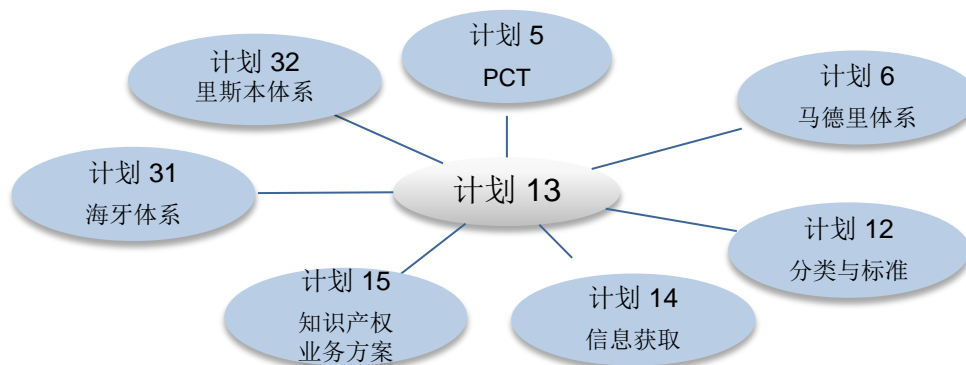 计划 5
PCT
计划 32
里斯本体系
计划 6
马德里体系
计划 31
海牙体系
计划 13
计划 12
分类与标准
计划 15
知识产权
业务方案
计划 14
信息获取